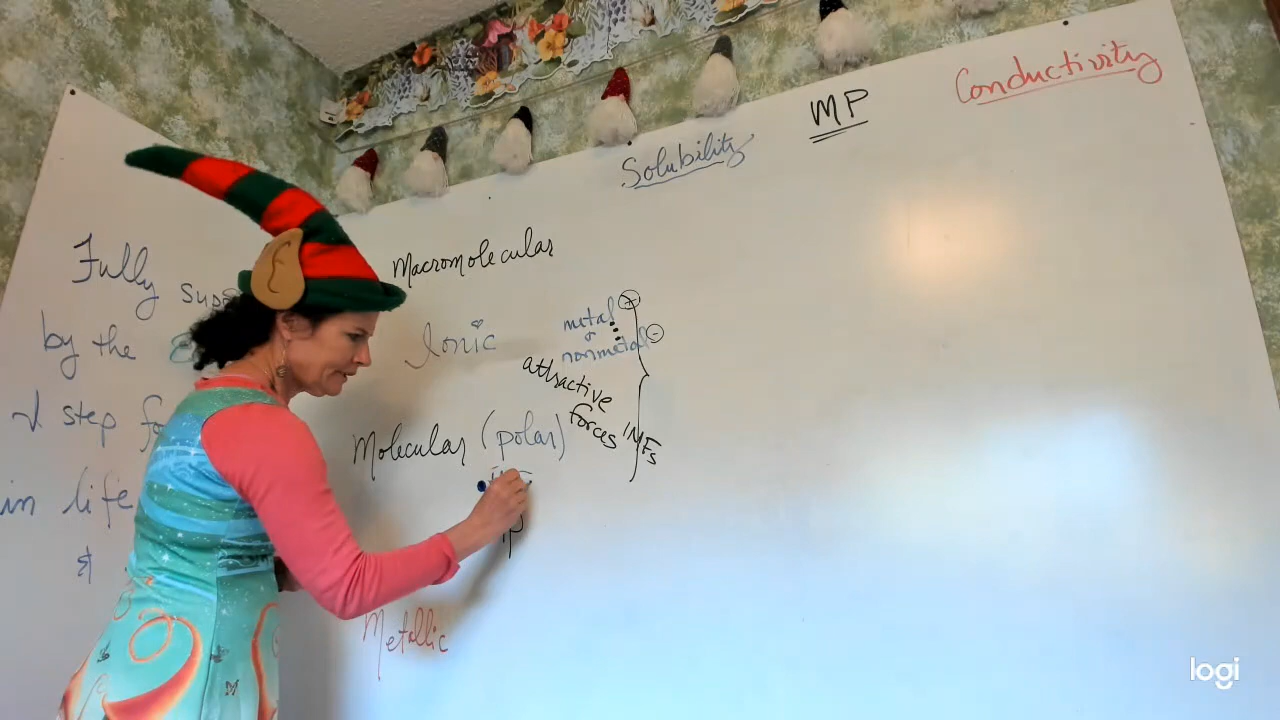 Conductivity
MP
Solubility
Macromolecular
Fully
by the
I step
in life
&
Ionic
metal
&
nonmetal
+
-
attractive
forces
IMFs
Molecular (polar)
Metallic
logi